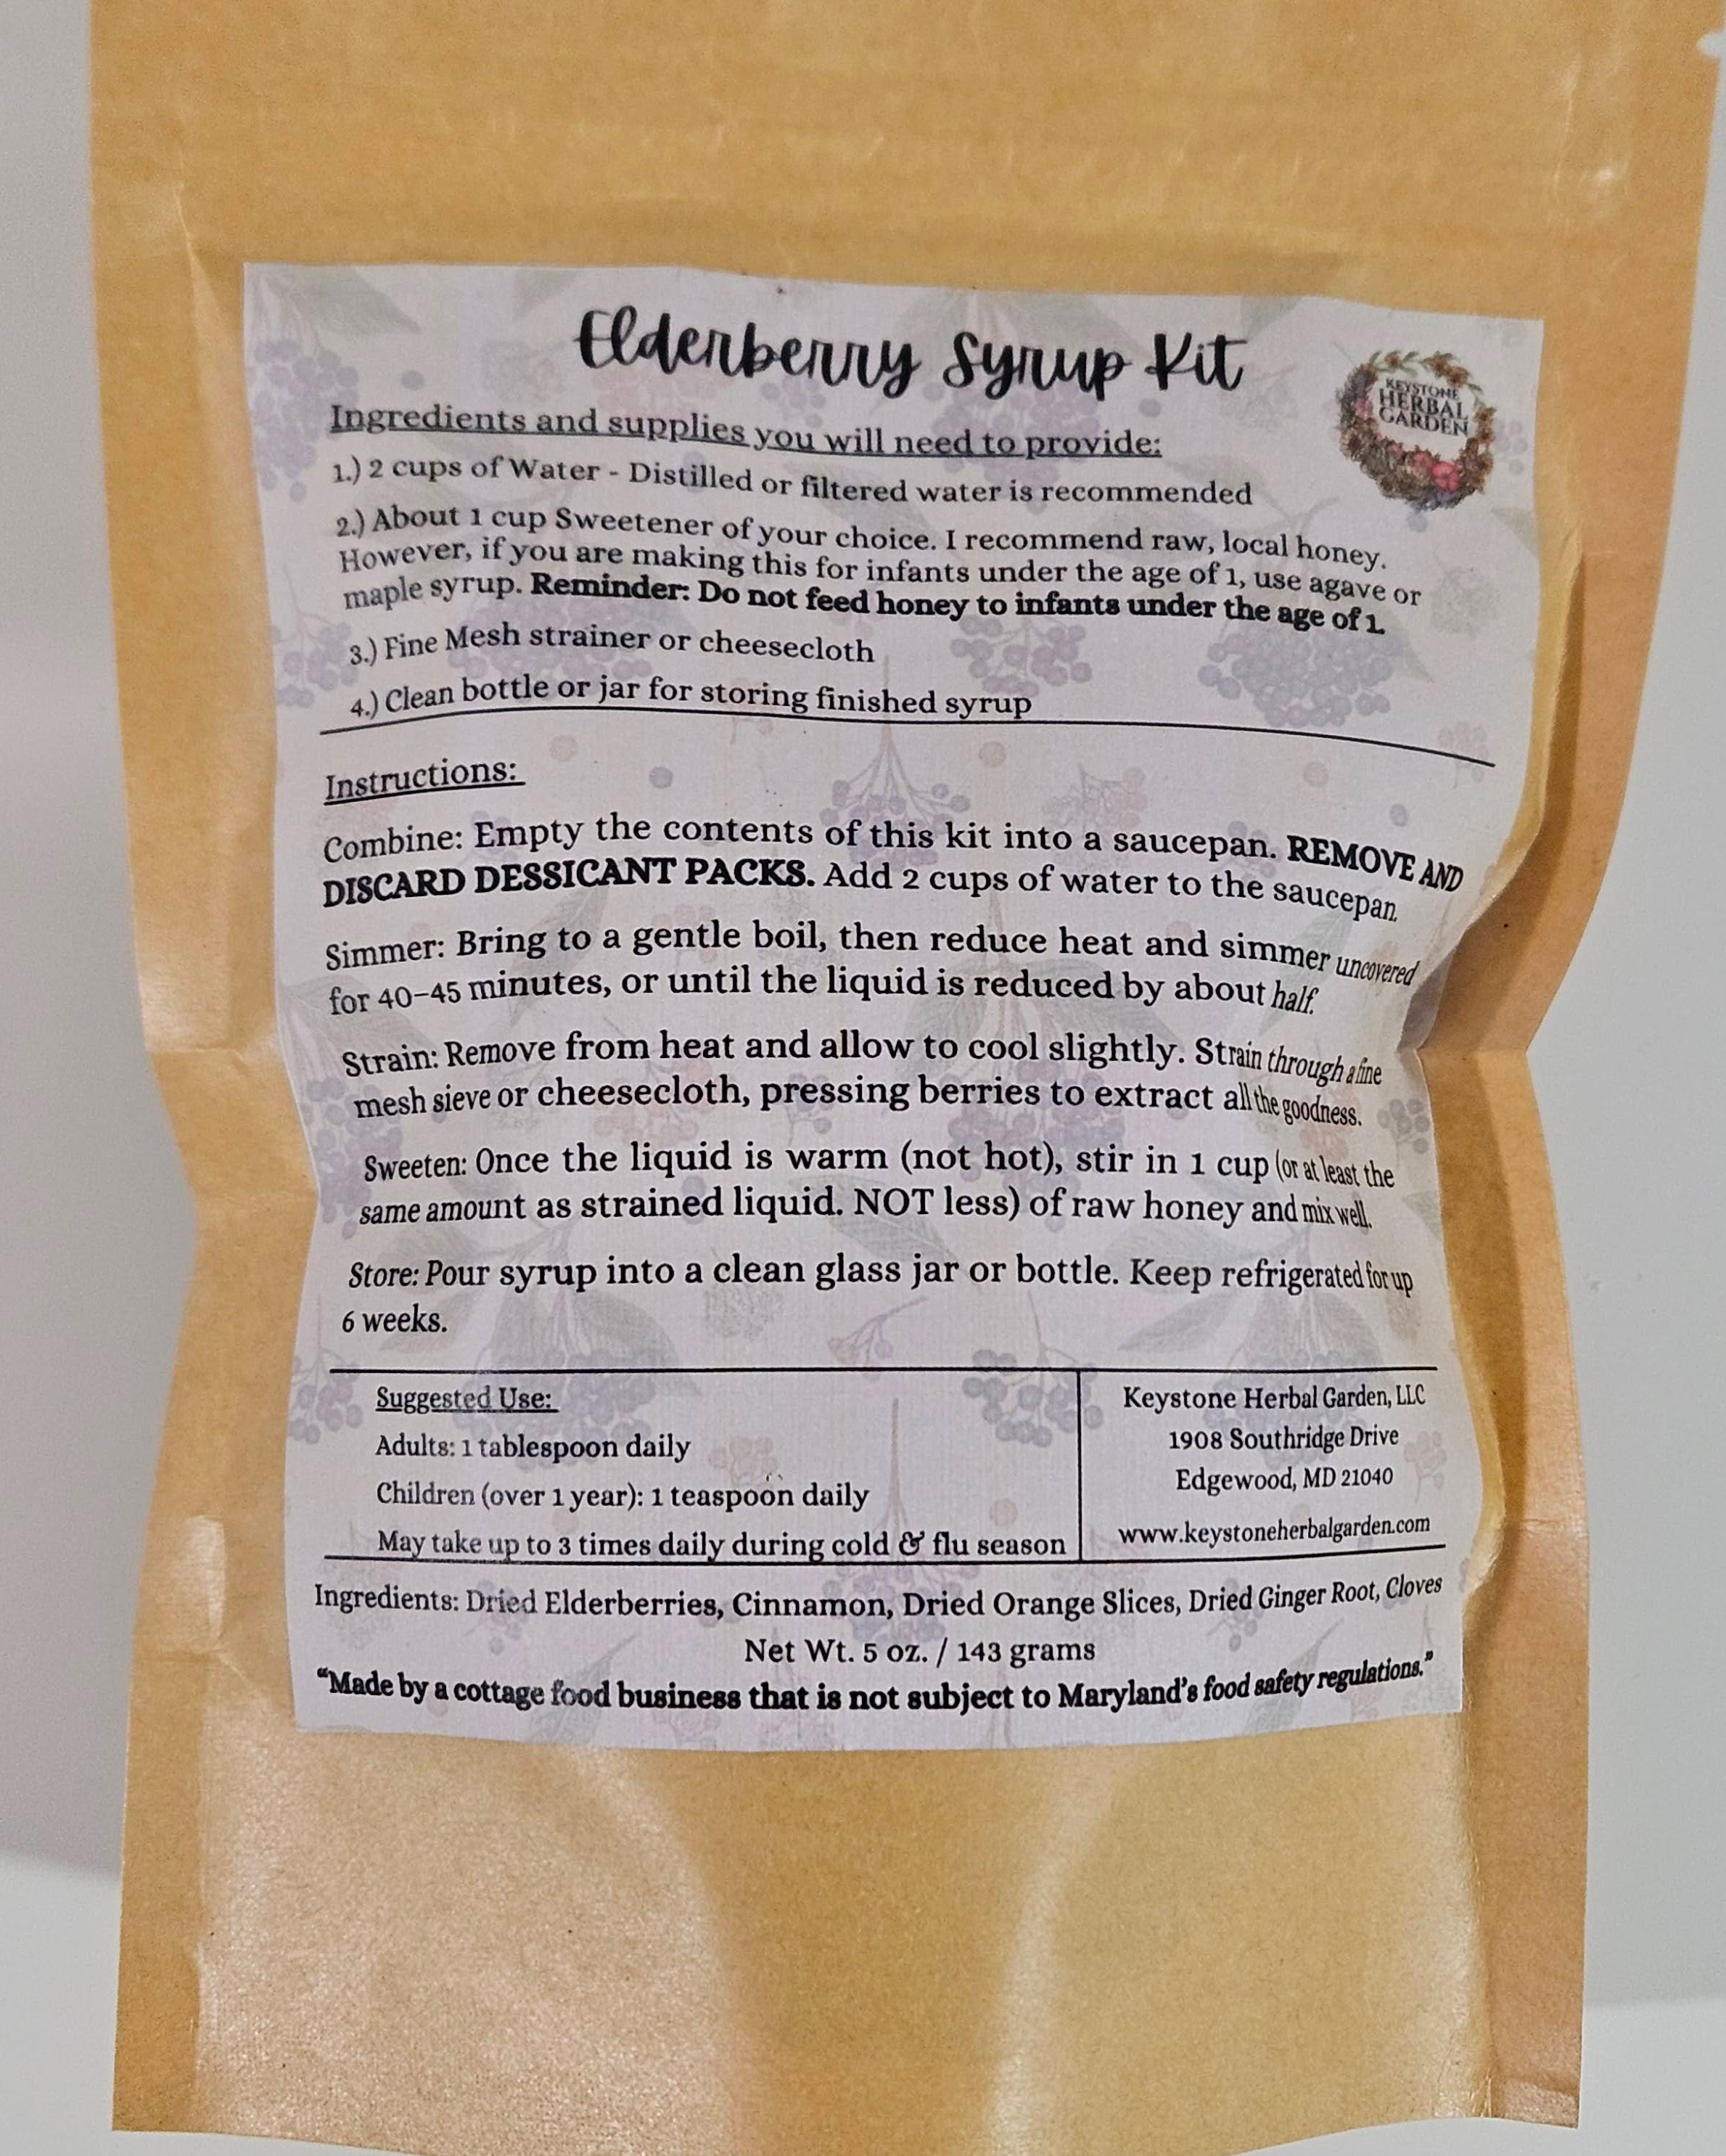 Elderberry Syrup Kit
KEYSTONE
HERBAL
GARDEN
Ingredients and supplies you will need to provide:
1.) 2 cups of Water - Distilled or filtered water is recommended
2.) About 1 cup Sweetener of your choice. I recommend raw, local honey.
However, if you are making this for infants under the age of 1, use agave or
maple syrup. Reminder: Do not feed honey to infants under the age of 1.
3.) Fine Mesh strainer or cheesecloth
4.) Clean bottle or jar for storing finished syrup
Instructions:
Combine: Empty the contents of this kit into a saucepan. REMOVE AND
DISCARD DESSICANT PACKS. Add 2 cups of water to the saucepan.
Simmer: Bring to a gentle boil, then reduce heat and simmer uncovered
for 40-45 minutes, or until the liquid is reduced by about half.
Strain: Remove from heat and allow to cool slightly. Strain through a fine
mesh sieve or cheesecloth, pressing berries to extract all the goodness.
Sweeten: Once the liquid is warm (not hot), stir in 1 cup (or at least the
same amount as strained liquid. NOT less) of raw honey and mix well.
Store: Pour syrup into a clean glass jar or bottle. Keep refrigerated for up
6 weeks.
Suggested Use:
Adults: 1 tablespoon daily
Children (over 1 year): 1 teaspoon daily
May take up to 3 times daily during cold & flu season
Keystone Herbal Garden, LLC
1908 Southridge Drive
Edgewood, MD 21040
www.keystoneherbalgarden.com
Ingredients: Dried Elderberries, Cinnamon, Dried Orange Slices, Dried Ginger Root, Cloves
Net Wt. 5 oz. / 143 grams
"Made by a cottage food business that is not subject to Maryland's food safety regulations."